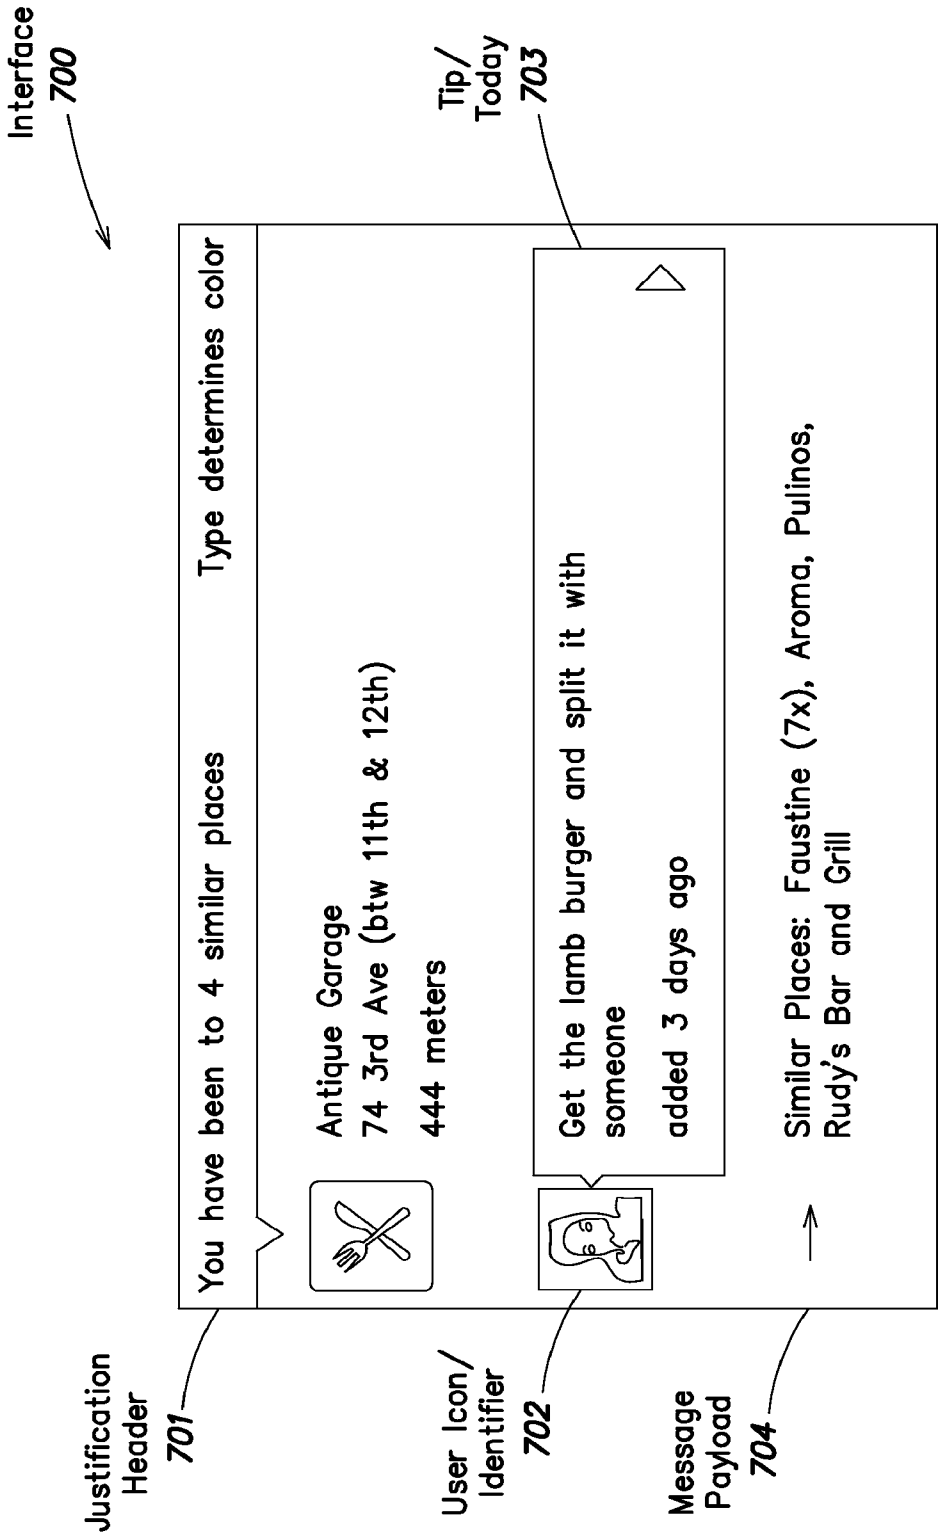 Interface
700
Justification
Header
701
You have been to 4 similar places
Type determines color
Antique Garage
74 3rd Ave (btw 11th & 12th)
444 meters
User Icon/
Identifier
702
Get the lamb burger and split it with
someone
added 3 days ago
Tip/
Today
703
Message
Payload
704
Similar Places: Faustine (7x), Aroma, Pulinos,
Rudy's Bar and Grill